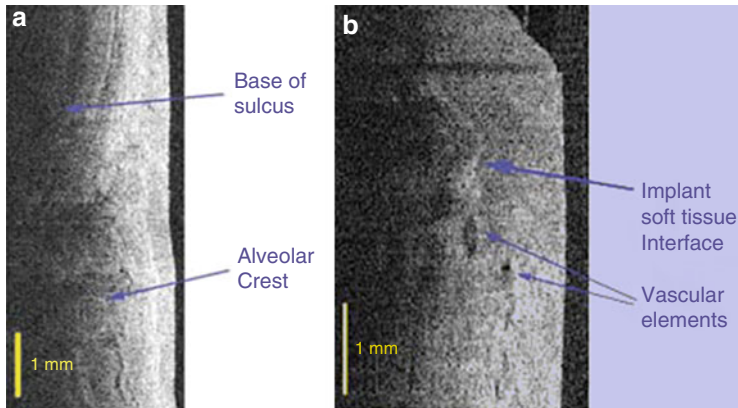 a
Base of
sulcus
Alveolar
Crest
1 mm
b
Implant
soft tissue
Interface
Vascular
elements
1 mm